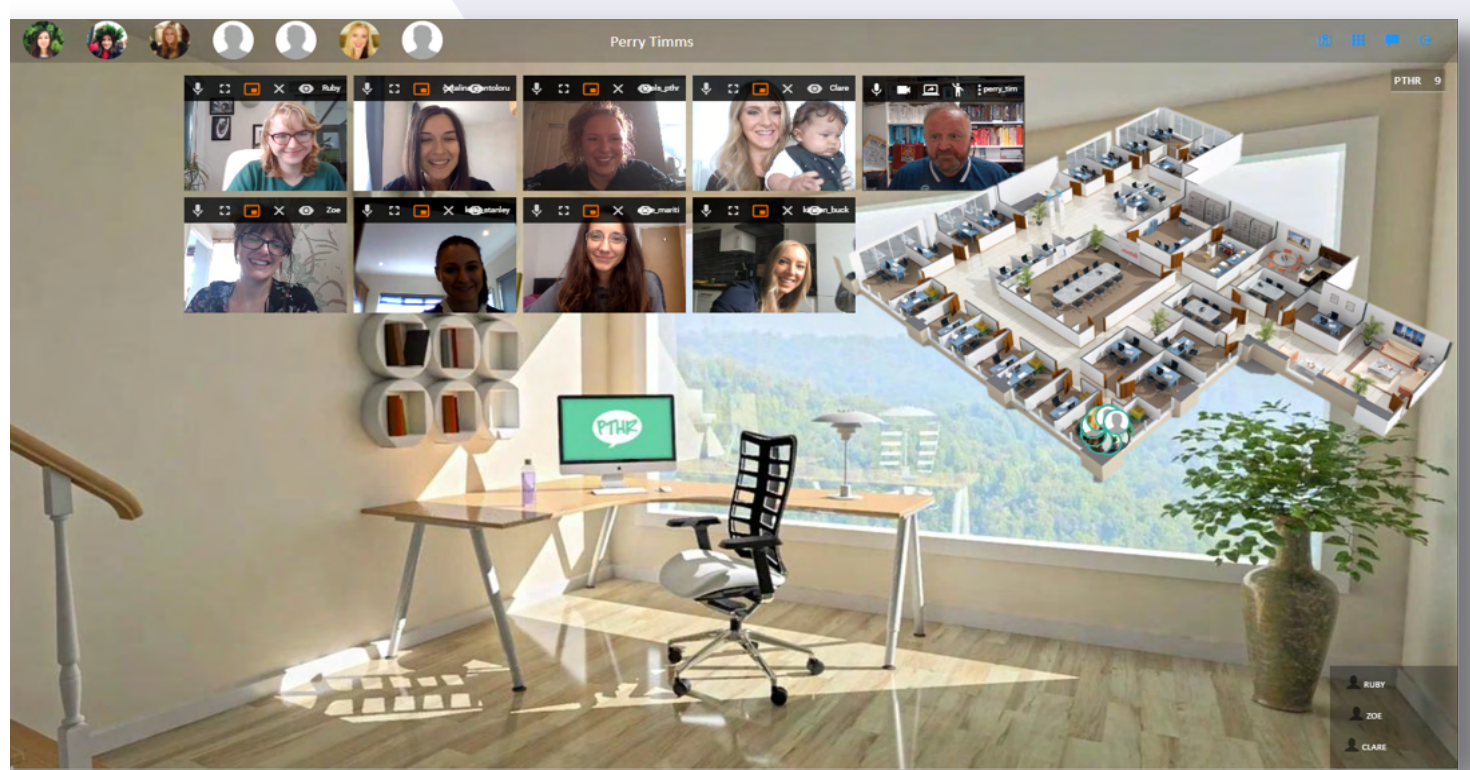 Perry Timms
PTHR 9
Ruby
Clare
perry_tim
Zoe
PTHR
RUBY
ZOE
CLARE